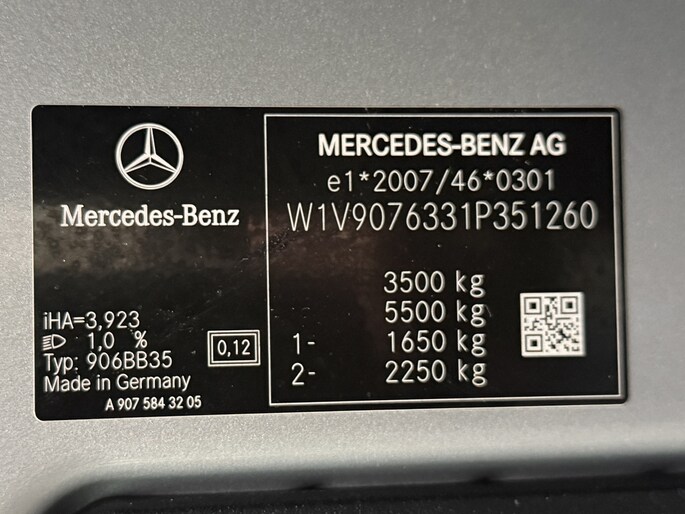 Mercedes-Benz
iHA=3,923
1,0 %
Typ: 906BB35
Made in Germany
A 907 584 32 05
0,12
MERCEDES-BENZ AG
e1*2007/46*0301
W1V9076331P351260
3500 kg
5500 kg
1- 1650 kg
2- 2250 kg